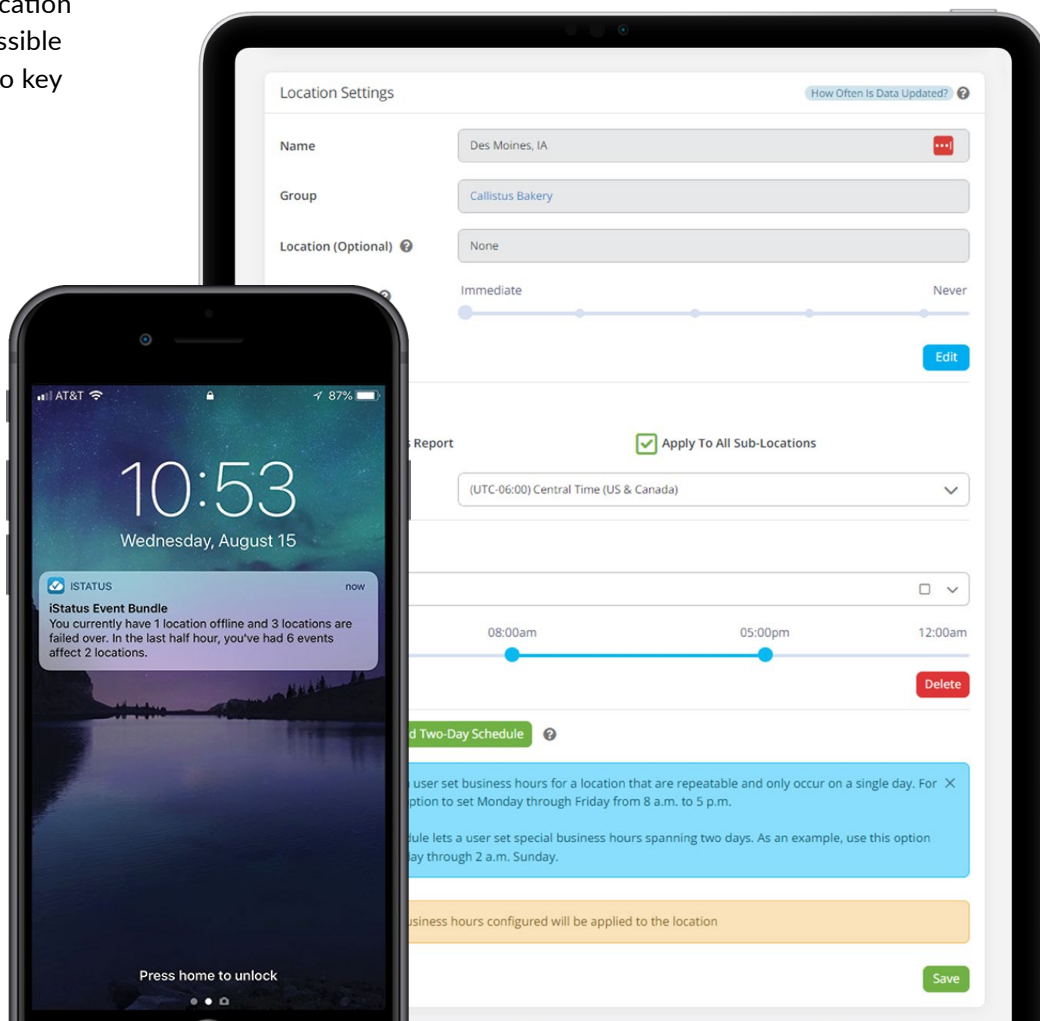 Location Settings
How Often Is Data Updated?
Name
Des Moines, IA
Group
Callistus Bakery
Location (Optional)
None
Immediate
Never
Edit
Report
Apply To All Sub-Locations
(UTC-06:00) Central Time (US & Canada)
08:00am
05:00pm
12:00am
Delete
Two-Day Schedule
user set business hours for a location that are repeatable and only occur on a single day. For
to set Monday through Friday from 8 a.m. to 5 p.m.
lets a user set special business hours spanning two days. As an example, use this option
through 2 a.m. Sunday.
hours configured will be applied to the location
Save
AT&T
87%
10:53
Wednesday, August 15
ISTATUS
now
iStatus Event Bundle
You currently have 1 location offline and 3 locations are
failed over. In the last half hour, you've had 6 events
affect 2 locations.
Press home to unlock
key